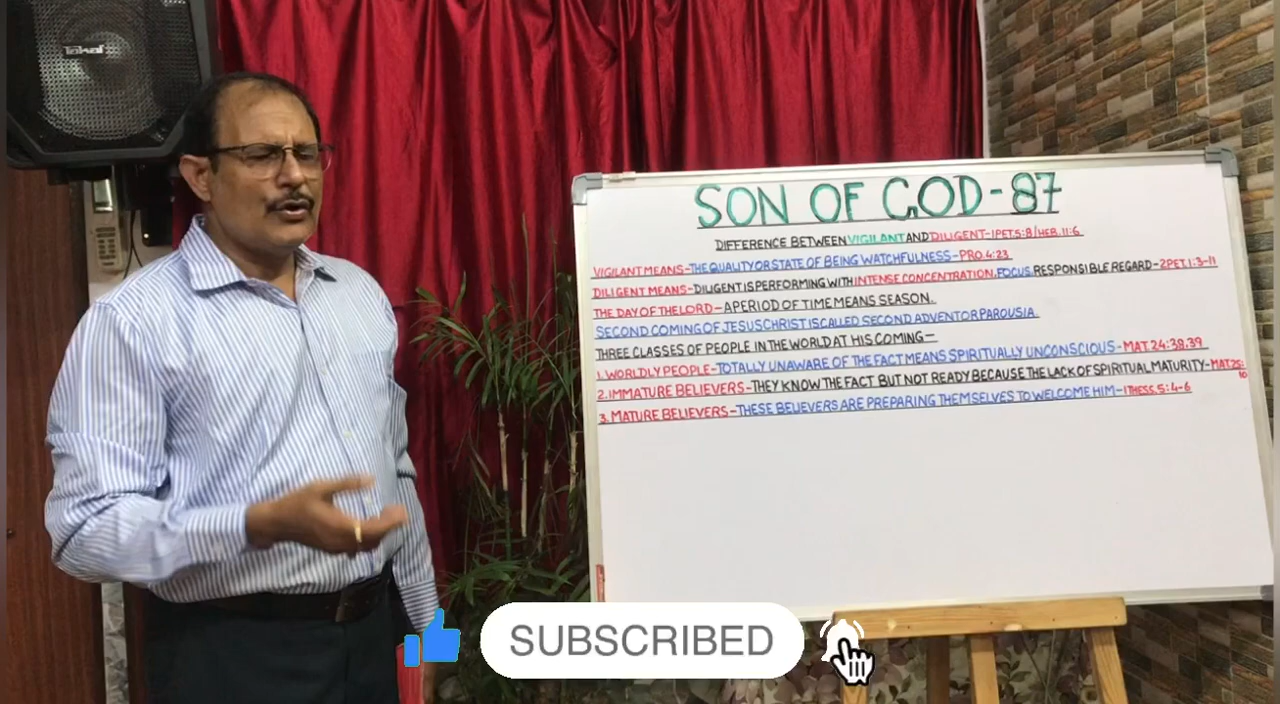 Takai
SON OF GOD-87
DIFFERENCE BETWEEN VIGILANT AND DILIGENT-1PET.5:8/HEB.11:6
VIGILANT MEANS-THE QUALITY OR STATE OF BEING WATCHFULNESS-PRO.4:23
DILIGENT MEANS-DILIGENT IS PERFORMING WITH INTENSE CONCENTRATION, FOCUS, RESPONSIBLE REGARD-2PET.1:3-11
THE DAY OF THE LORD-A PERIOD OF TIME MEANS SEASON.
SECOND COMING OF JESUS CHRIST IS CALLED SECOND ADVENT OR PAROUSIA.
THREE CLASSES OF PEOPLE IN THE WORLD AT HIS COMING-
1. WORLDLY PEOPLE-TOTALLY UNAWARE OF THE FACT MEANS SPIRITUALLY UNCONSCIOUS-MAT.24:38,39
2. IMMATURE BELIEVERS-THEY KNOW THE FACT BUT NOT READY BECAUSE THE LACK OF SPIRITUAL MATURITY-MAT.25:10
3. MATURE BELIEVERS-THESE BELIEVERS ARE PREPARING THEMSELVES TO WELCOME HIM-1THESS.5:4-6
SUBSCRIBED